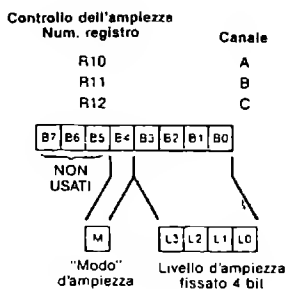 Controllo dell'ampiezza
Num. registro Canale
R10 A
R11 B
R12 C
B7 B6 B5 B4 B3 B2 B1 B0
NON
USATI
M L3 L2 L1 L0
"Modo" Livello d'ampiezza
d'ampiezza fissato 4 bit